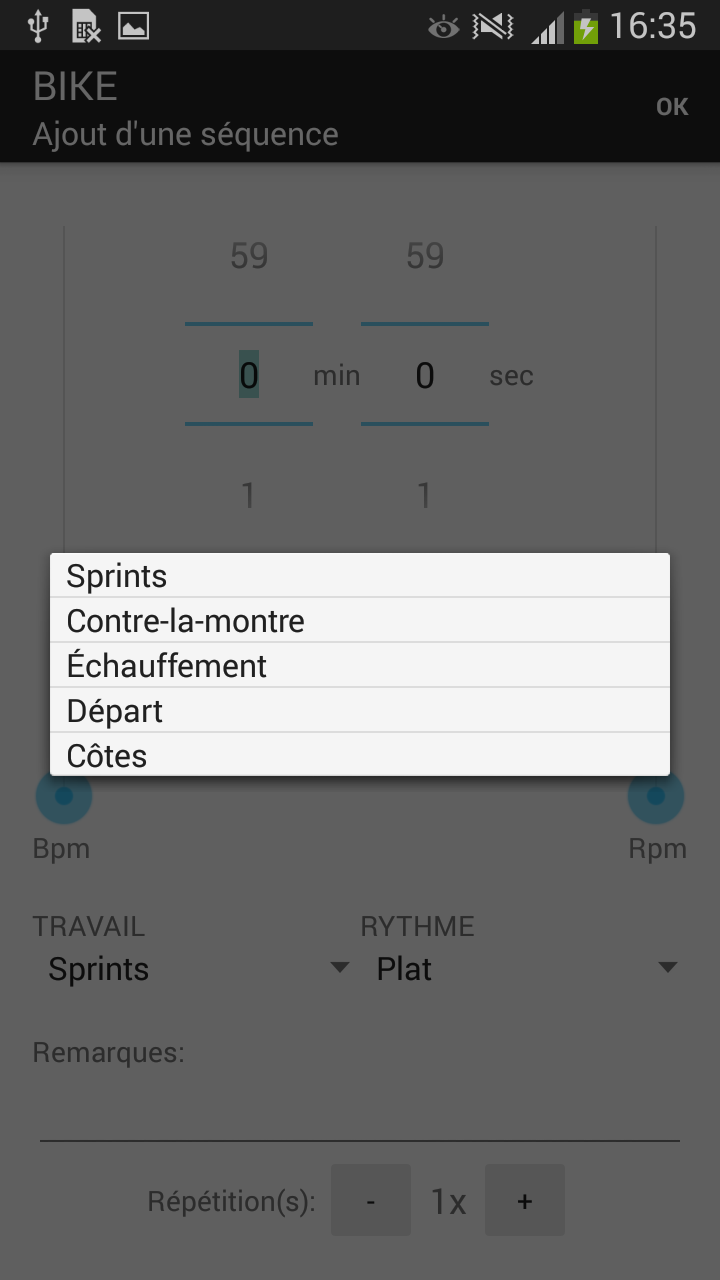 16:35
BIKE
Ajout d'une séquence
OK
59 59
0 min 0 sec
1 1
Sprints
Contre-la-montre
Échauffement
Départ
Côtes
Bpm Rpm
TRAVAIL RYTHME
Sprints Plat
Remarques:
Répétition(s): - 1x +